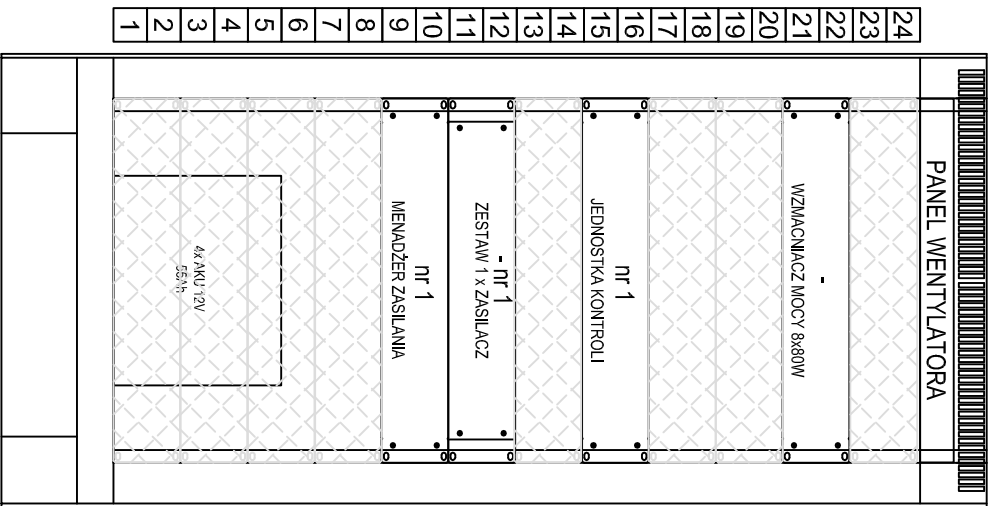 24
23
22
21
20
19
18
17
16
15
14
13
12
11
10
9
8
7
6
5
4
3
2
1
PANEL WENTYLATORA
-
WZMACNIACZ MOCY 8x80W
nr 1
JEDNOSTKA KONTROLI
- nr 1
ZESTAW 1 x ZASILACZ
nr 1
MENADŻER ZASILANIA
4x AKU 12V
55Ah